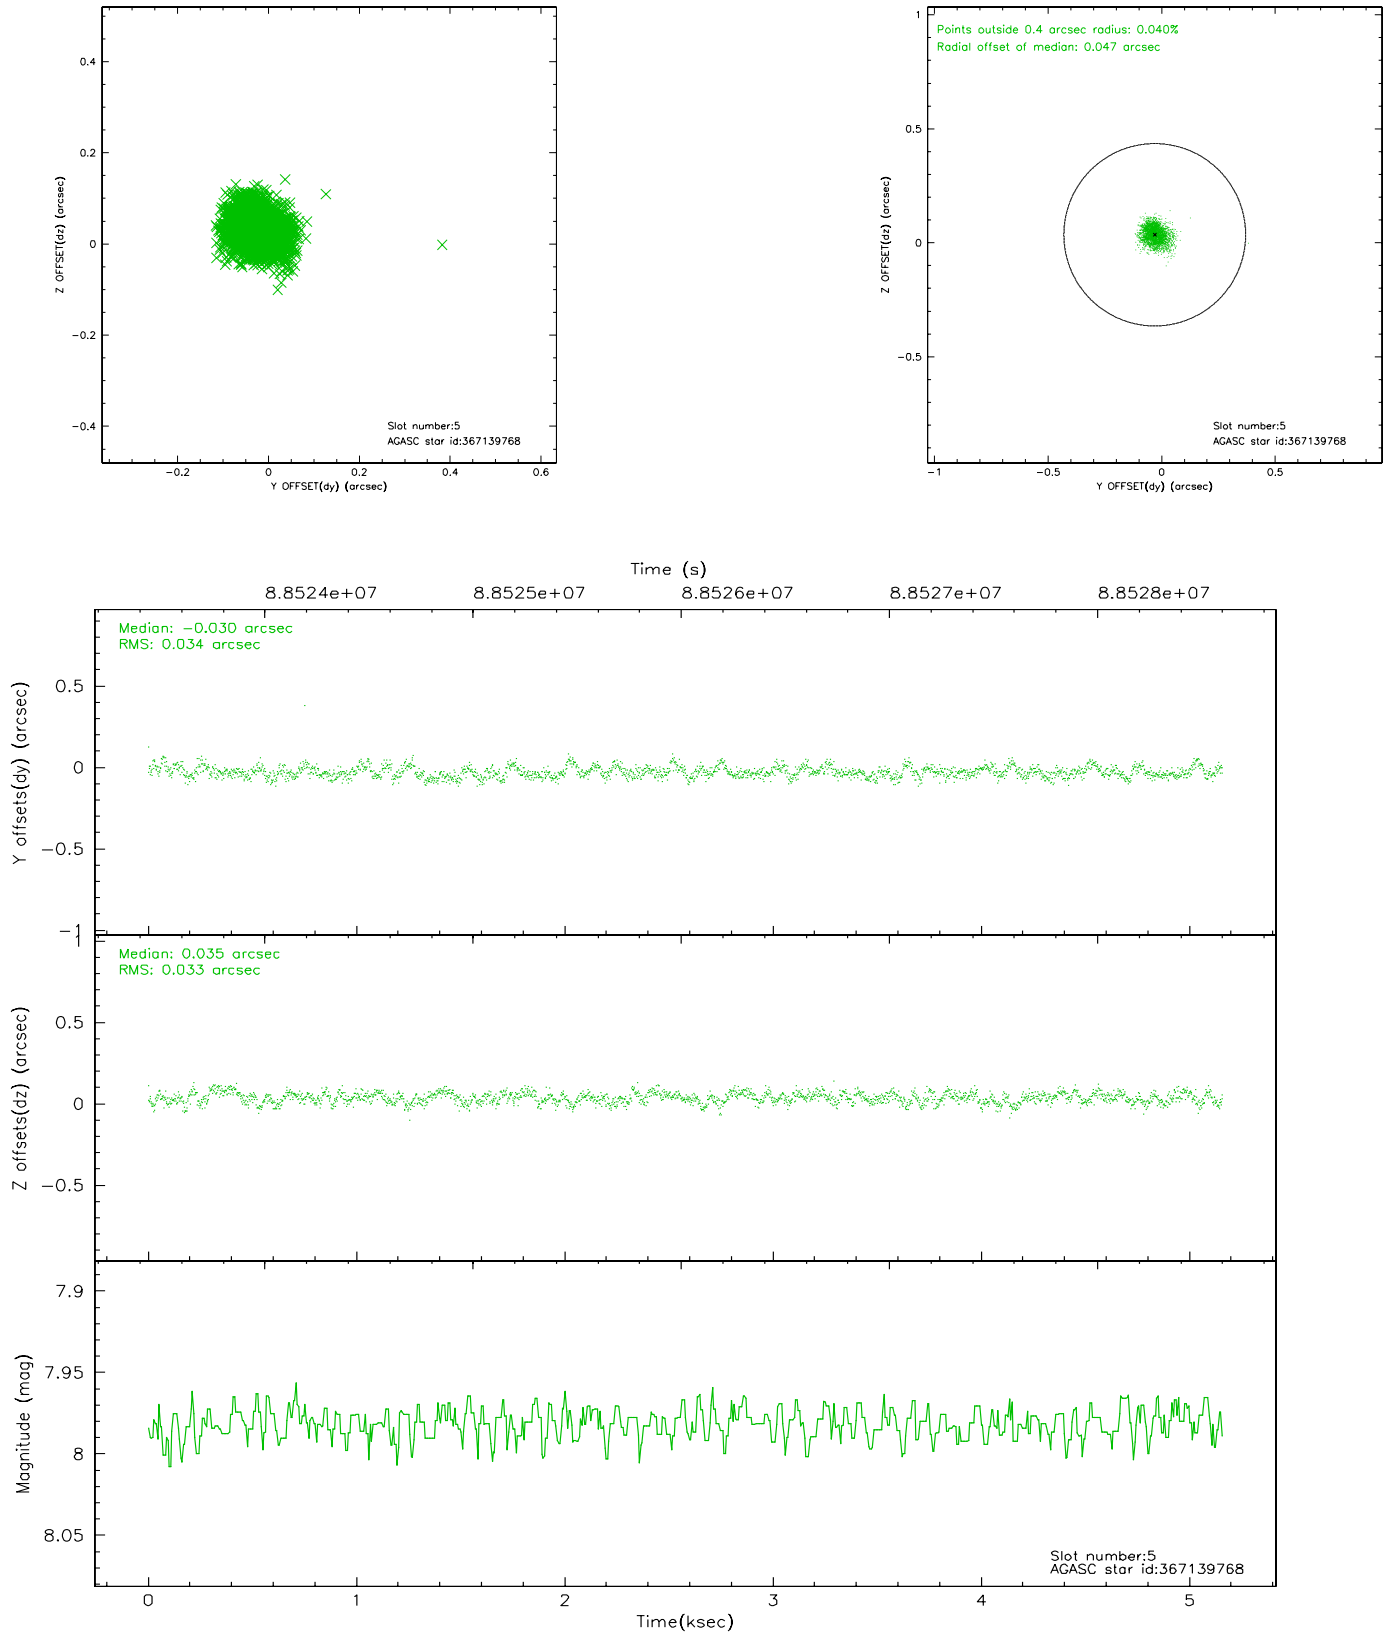 0.4
0.2
0
−0.2
−0.4
Z OFFSET(dz) (arcsec)
Slot number:5
AGASC star id:367139768
−0.2 0 0.2 0.4 0.6
Y OFFSET(dy) (arcsec)
Points outside 0.4 arcsec radius: 0.040%
Radial offset of median: 0.047 arcsec
1
0.5
0
−0.5
Z OFFSET(dz) (arcsec)
Slot number:5
AGASC star id:367139768
−1 −0.5 0 0.5
Y OFFSET(dy) (arcsec)
Time (s)
8.8524e+07 8.8525e+07 8.8526e+07 8.8527e+07 8.8528e+07
Median: −0.030 arcsec
RMS: 0.034 arcsec
0.5
0
−0.5
−1
Y offsets(dy) (arcsec)
Median: 0.035 arcsec
RMS: 0.033 arcsec
1
0.5
0
−0.5
Z offsets(dz) (arcsec)
7.9
7.95
8
8.05
Magnitude (mag)
Slot number:5
AGASC star id:367139768
0 1 2 3 4 5
Time(ksec)